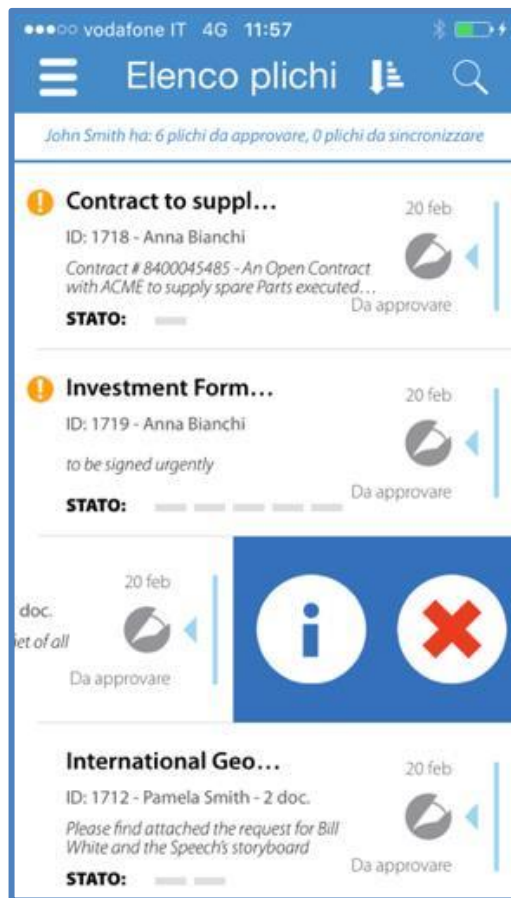 vodafone IT 4G 11:57
Elenco plichi
John Smith ha: 6 plichi da approvare, 0 plichi da sincronizzare
Contract to suppl...
20 feb
ID: 1718 - Anna Bianchi
Contract # 8400045485 - An Open Contract
with ACME to supply spare Parts executed...
Da approvare
STATO:
Investment Form...
20 feb
ID: 1719 - Anna Bianchi
to be signed urgently
Da approvare
STATO:
20 feb
doc.
et of all
Da approvare
i
International Geo...
20 feb
ID: 1712 - Pamela Smith - 2 doc.
Please find attached the request for Bill
White and the Speech's storyboard
Da approvare
STATO: